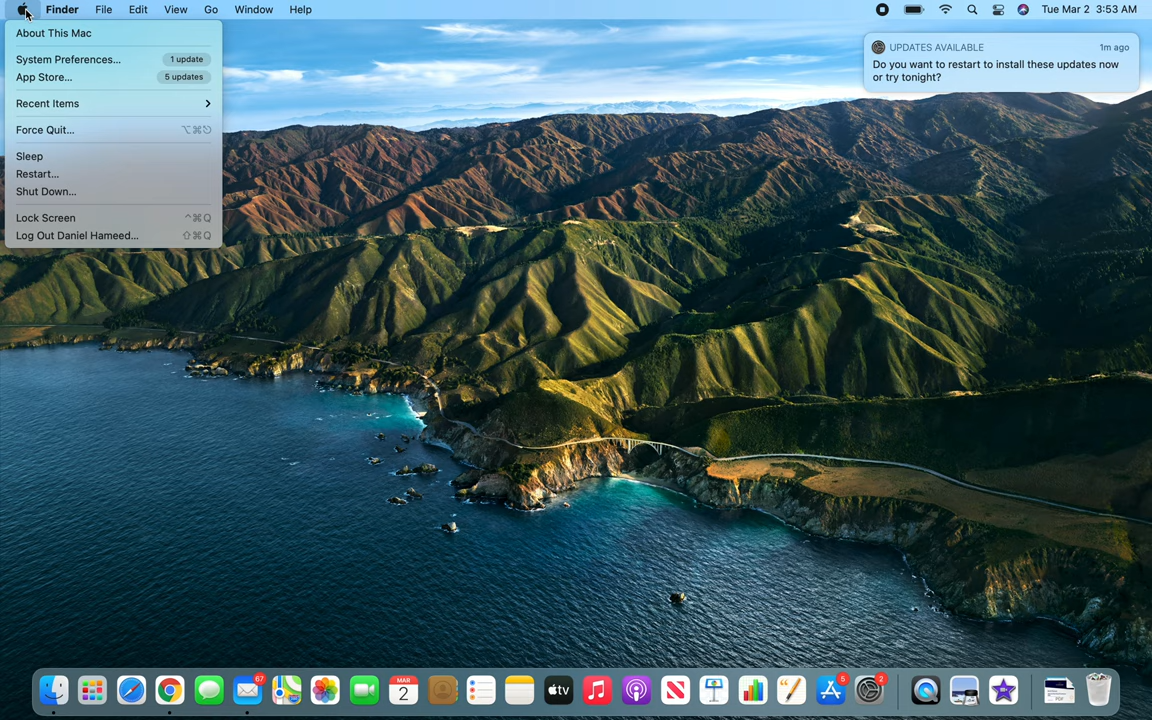 Finder File Edit View Go Window Help Tue Mar 2 3:53 AM
About This Mac
System Preferences... 1 update
App Store... 5 updates
Recent Items
Force Quit... ⌥⌘⎋
Sleep
Restart...
Shut Down...
Lock Screen ^⌘Q
Log Out Daniel Hameed... ⇧⌘Q
UPDATES AVAILABLE 1m ago
Do you want to restart to install these updates now
or try tonight?
67
MAR
2
tv
5
2